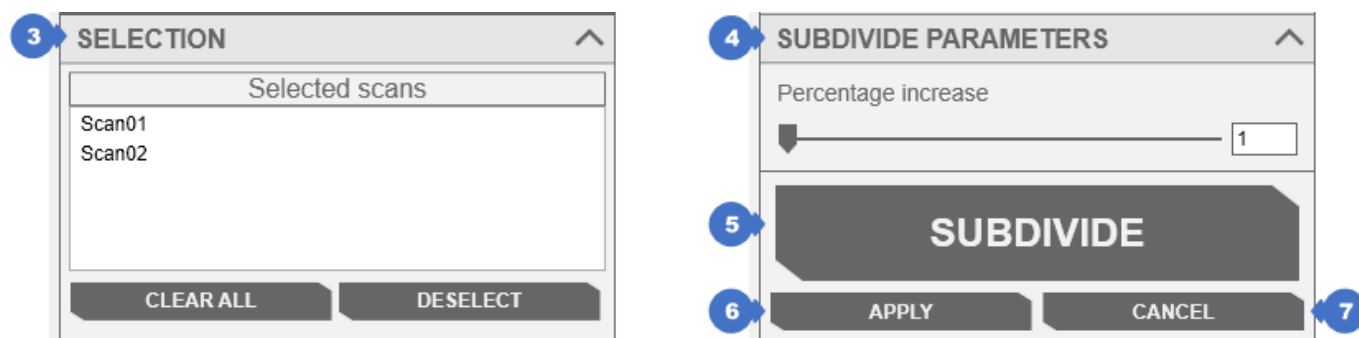 3
SELECTION
Selected scans
Scan01
Scan02
CLEAR ALL
DESELECT
4
SUBDIVIDE PARAMETERS
Percentage increase
1
5
SUBDIVIDE
6
APPLY
CANCEL
7